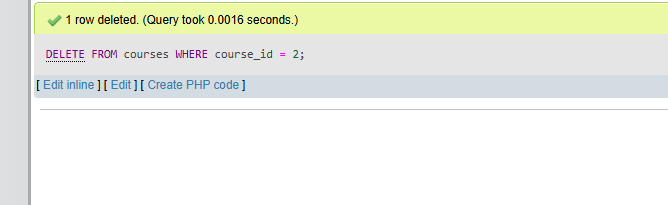 1 row deleted. (Query took 0.0016 seconds.)
DELETE FROM courses WHERE course_id = 2;
[ Edit inline ] [ Edit ] [ Create PHP code ]